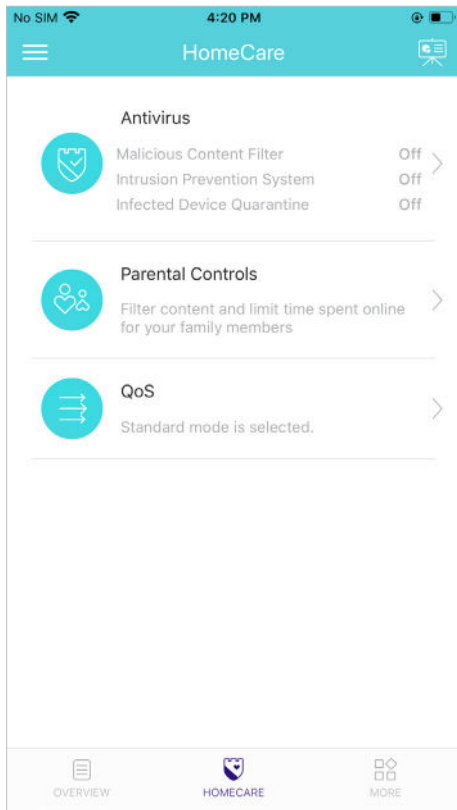 No SIM 4:20 PM
HomeCare
Antivirus
Malicious Content Filter Off
Intrusion Prevention System Off
Infected Device Quarantine Off
Parental Controls
Filter content and limit time spent online
for your family members
QoS
Standard mode is selected.
OVERVIEW HOMECARE MORE